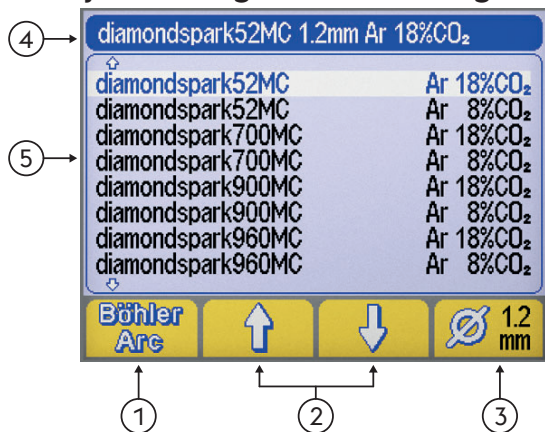 4
diamondspark52MC 1.2mm Ar 18%CO₂
diamondspark52MC Ar 18%CO₂
diamondspark52MC Ar 8%CO₂
diamondspark700MC Ar 18%CO₂
5
diamondspark700MC Ar 8%CO₂
diamondspark900MC Ar 18%CO₂
diamondspark900MC Ar 8%CO₂
diamondspark960MC Ar 18%CO₂
diamondspark960MC Ar 8%CO₂
Böhler
Arc
1.2
mm
1
2
3